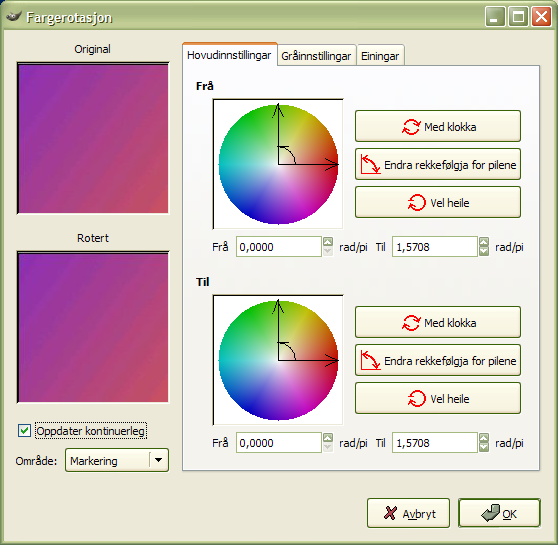 Fargerotasjon
Original
Rotert
Oppdater kontinuerleg
Område: Markering
Hovudinnstillingar Gråinnstillingar Einingar
Frå
Med klokka
Endra rekkefølgja for pilene
Vel heile
Frå 0,0000 rad/pi Til 1,5708 rad/pi
Til
Med klokka
Endra rekkefølgja for pilene
Vel heile
Frå 0,0000 rad/pi Til 1,5708 rad/pi
Avbryt OK